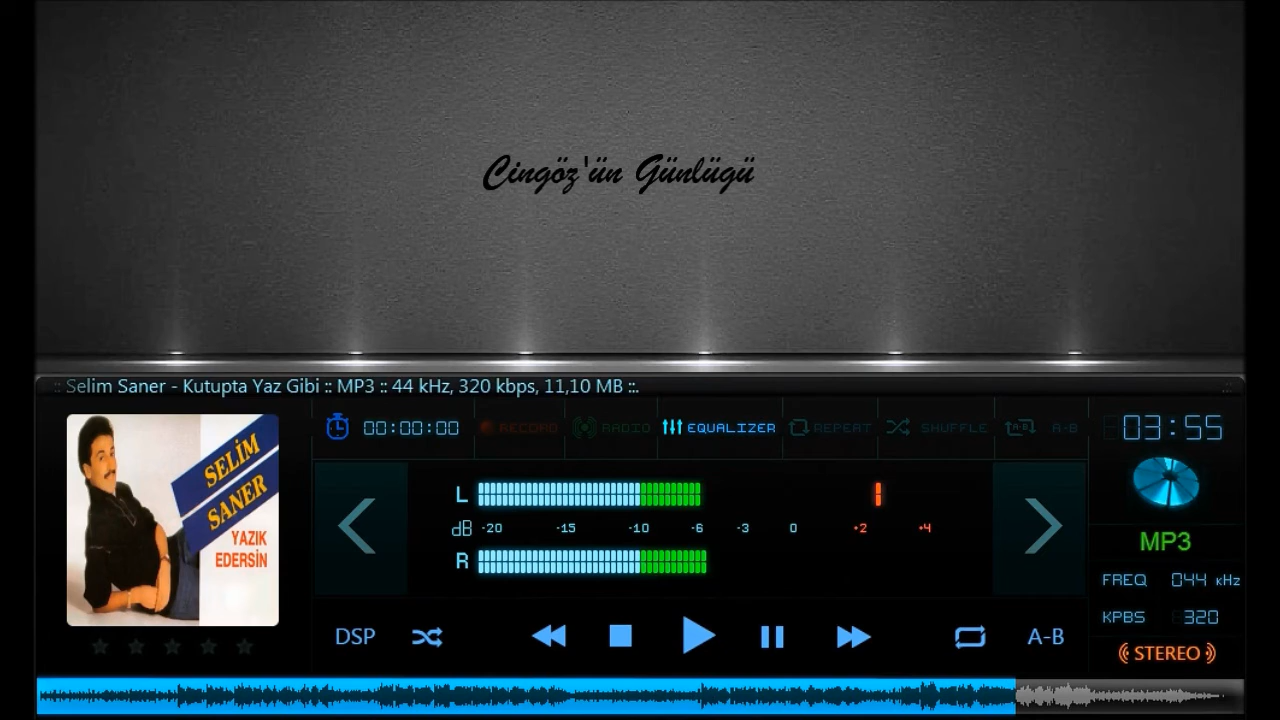 Cingöz'ün Günlügü
:: Selim Saner - Kutupta Yaz Gibi :: MP3 :: 44 kHz, 320 kbps, 11,10 MB ::.
SELİM
SANER
YAZIK
EDERSİN
00:00:00
RECORD
RADIO
EQUALIZER
REPEAT
SHUFFLE
A-B
A-B
03:55
L
dB -20 -15 -10 -6 -3 0 +2 +4
R
MP3
FREQ 044 kHz
KPBS 320
STEREO
DSP
A-B